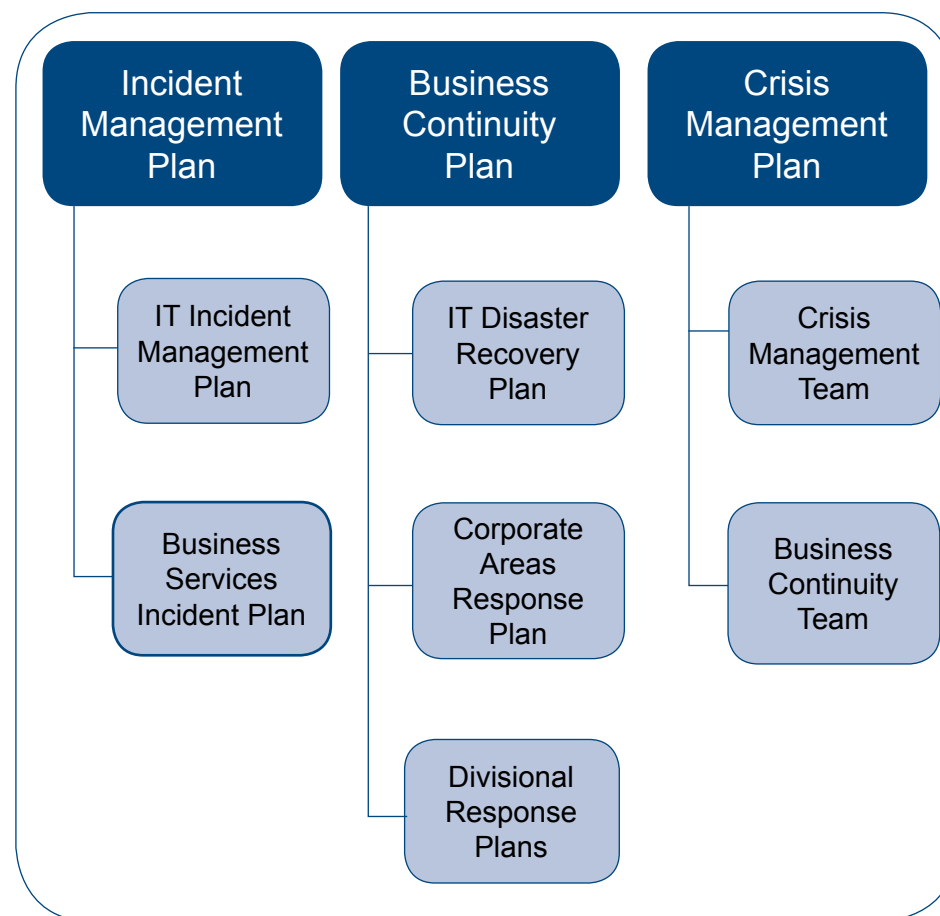 Incident
Management
Plan
Business
Continuity
Plan
Crisis
Management
Plan
IT Incident
Management
Plan
IT Disaster
Recovery
Plan
Crisis
Management
Team
Business
Services
Incident Plan
Corporate
Areas
Response
Plan
Business
Continuity
Team
Divisional
Response
Plans